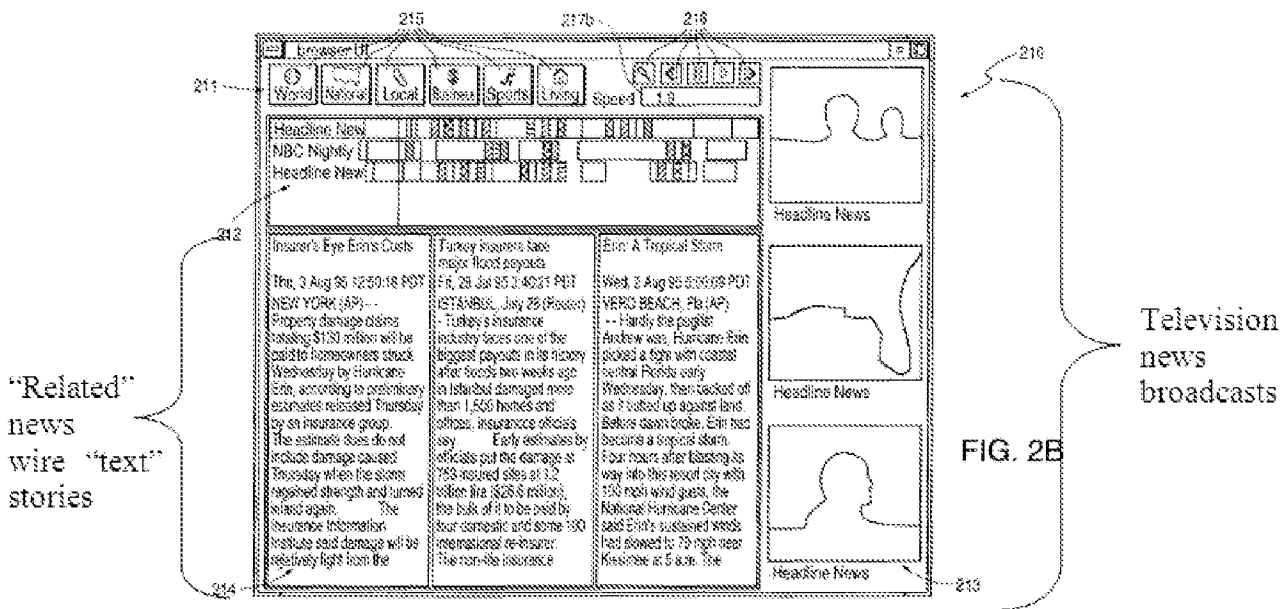 215
217b
216
210
browser UI
211
World
National
Local
Business
Sports
Living
Speed
1.9
Headline New
NBC Nightly
Headline New
212
Headline News
Headline News
Headline News
213
Insurer's Eye Erin's Costs
Thu, 3 Aug 95 12:50:18 PDT
NEW YORK (AP) --
Property damage claims
totaling $130 million will be
paid to homeowners struck
Wednesday by Hurricane
Erin, according to preliminary
estimates released Thursday
by an insurance group.
The estimate does not
include damage caused
Thursday when the storm
regained strength and turned
inland again. The
Insurance Information
Institute said damage will be
relatively light from the
214
Turkey insurers face
major flood payouts
Fri, 28 Jul 95 2:40:21 PDT
ISTANBUL, July 28 (Reuter)
- Turkey's insurance
industry faces one of the
biggest payouts in its history
after floods two weeks ago
in Istanbul damaged more
than 1,500 homes and
offices, insurance officials
say. Early estimates by
officials put the damage at
753 insured sites at 1.2
trillion lira ($26.6 million),
the bulk of it to be paid by
four domestic and some 100
international re-insurer.
The non-life insurance
Erin: A Tropical Storm
Wed, 2 Aug 95 PDT
VERO BEACH, Fla (AP)
-- Hardly the pugilist
Andrew was, Hurricane Erin
picked a fight with coastal
central Florida early
Wednesday, then backed off
as it butted up against land.
Before dawn broke, Erin had
become a tropical storm.
Four hours after blasting its
way into this resort city with
100 mph wind gusts, the
National Hurricane Center
said Erin's sustained winds
had slowed to 70 mph near
Kissimee at 5 a.m. The
“Related”
news
wire “text”
stories
Television
news
broadcasts
FIG. 2B